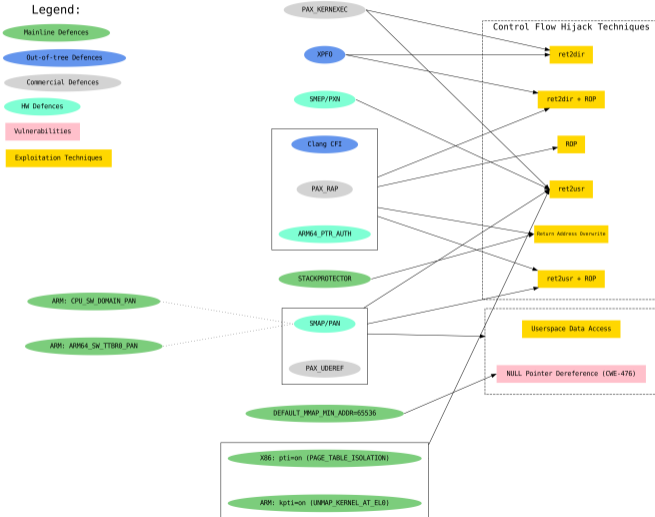 Legend:
Mainline Defences
Out-of-tree Defences
Commercial Defences
HW Defences
Vulnerabilities
Exploitation Techniques
PAX_KERNEXEC
XPFO
SMEP/PXN
Clang CFI
PAX_RAP
ARM64_PTR_AUTH
STACKPROTECTOR
ARM: CPU_SW_DOMAIN_PAN
ARM: ARM64_SW_TTBR0_PAN
SMAP/PAN
PAX_UDEREF
DEFAULT_MMAP_MIN_ADDR=65536
X86: pti=on (PAGE_TABLE_ISOLATION)
ARM: kpti=on (UNMAP_KERNEL_AT_EL0)
Control Flow Hijack Techniques
ret2dir
ret2dir + ROP
ROP
ret2usr
Return Address Overwrite
ret2usr + ROP
Userspace Data Access
NULL Pointer Dereference (CWE-476)